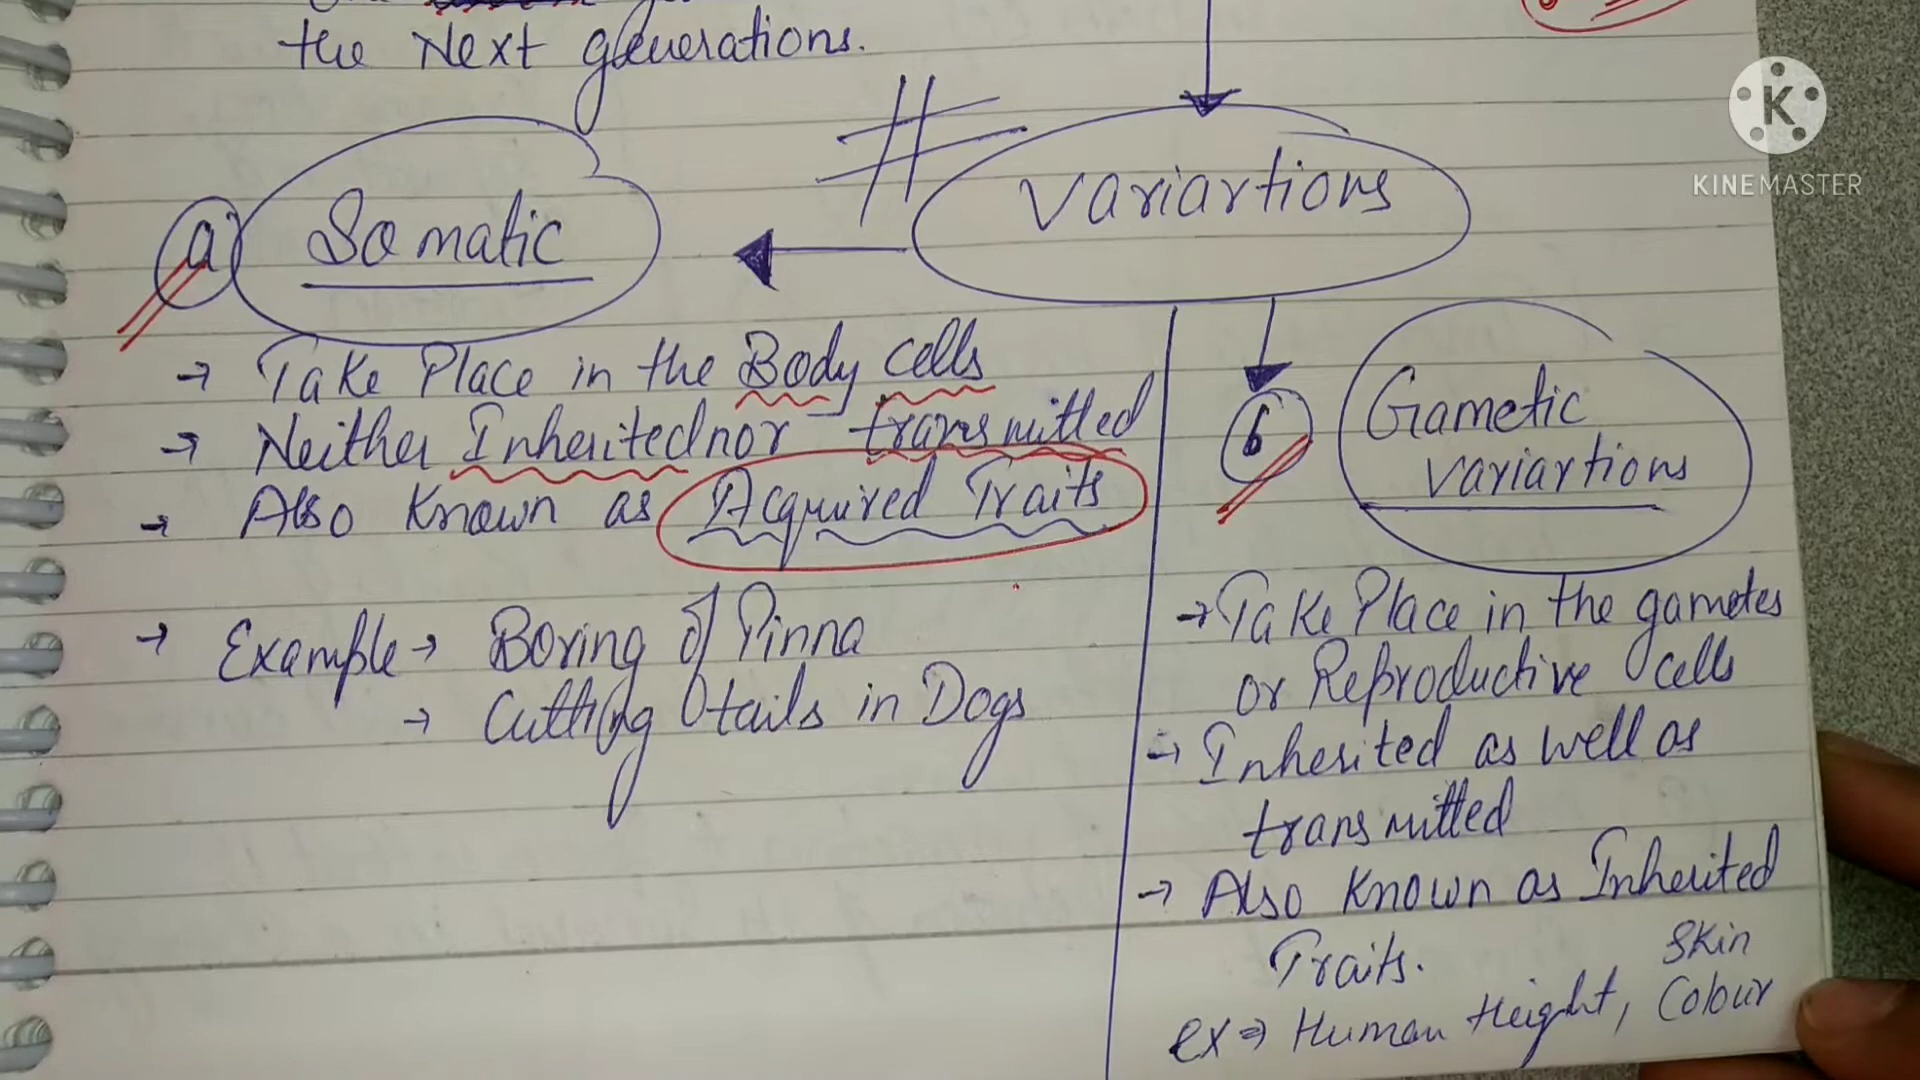 the Next generations.
Variartions
a
Somatic
→ Take Place in the Body cells
→ Neither Inherited nor transmitted
→ Also Known as Acquired Traits
→ Example → Boring of Pinna
→ Cutting of tails in Dogs
b
Gametic
variartions
→ Take Place in the gametes
or Reproductive cells
→ Inherited as well as
transmitted
→ Also Known as Inherited
Traits.
ex ⇒ Human Height, Skin
Colour
K
KINEMASTER